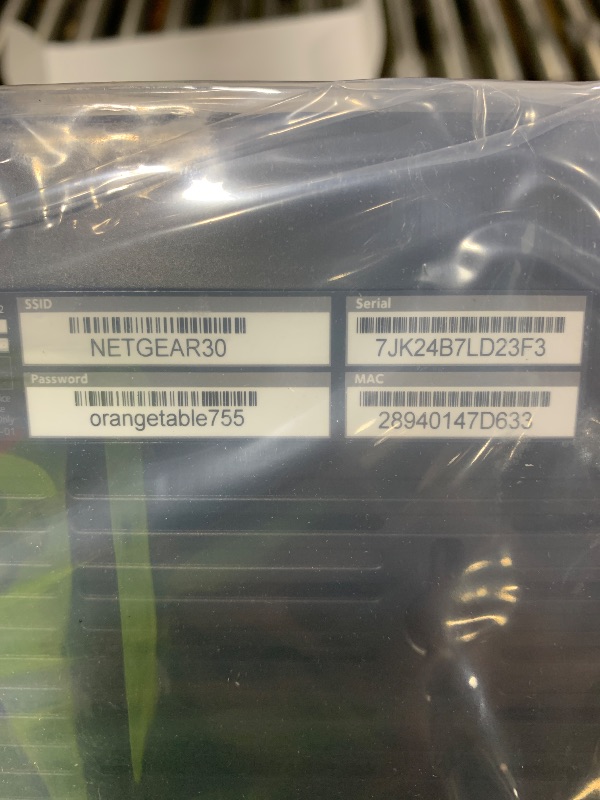 SSID
NETGEAR30
Serial
7JK24B7LD23F3
Password
orangetable755
MAC
28940147D633